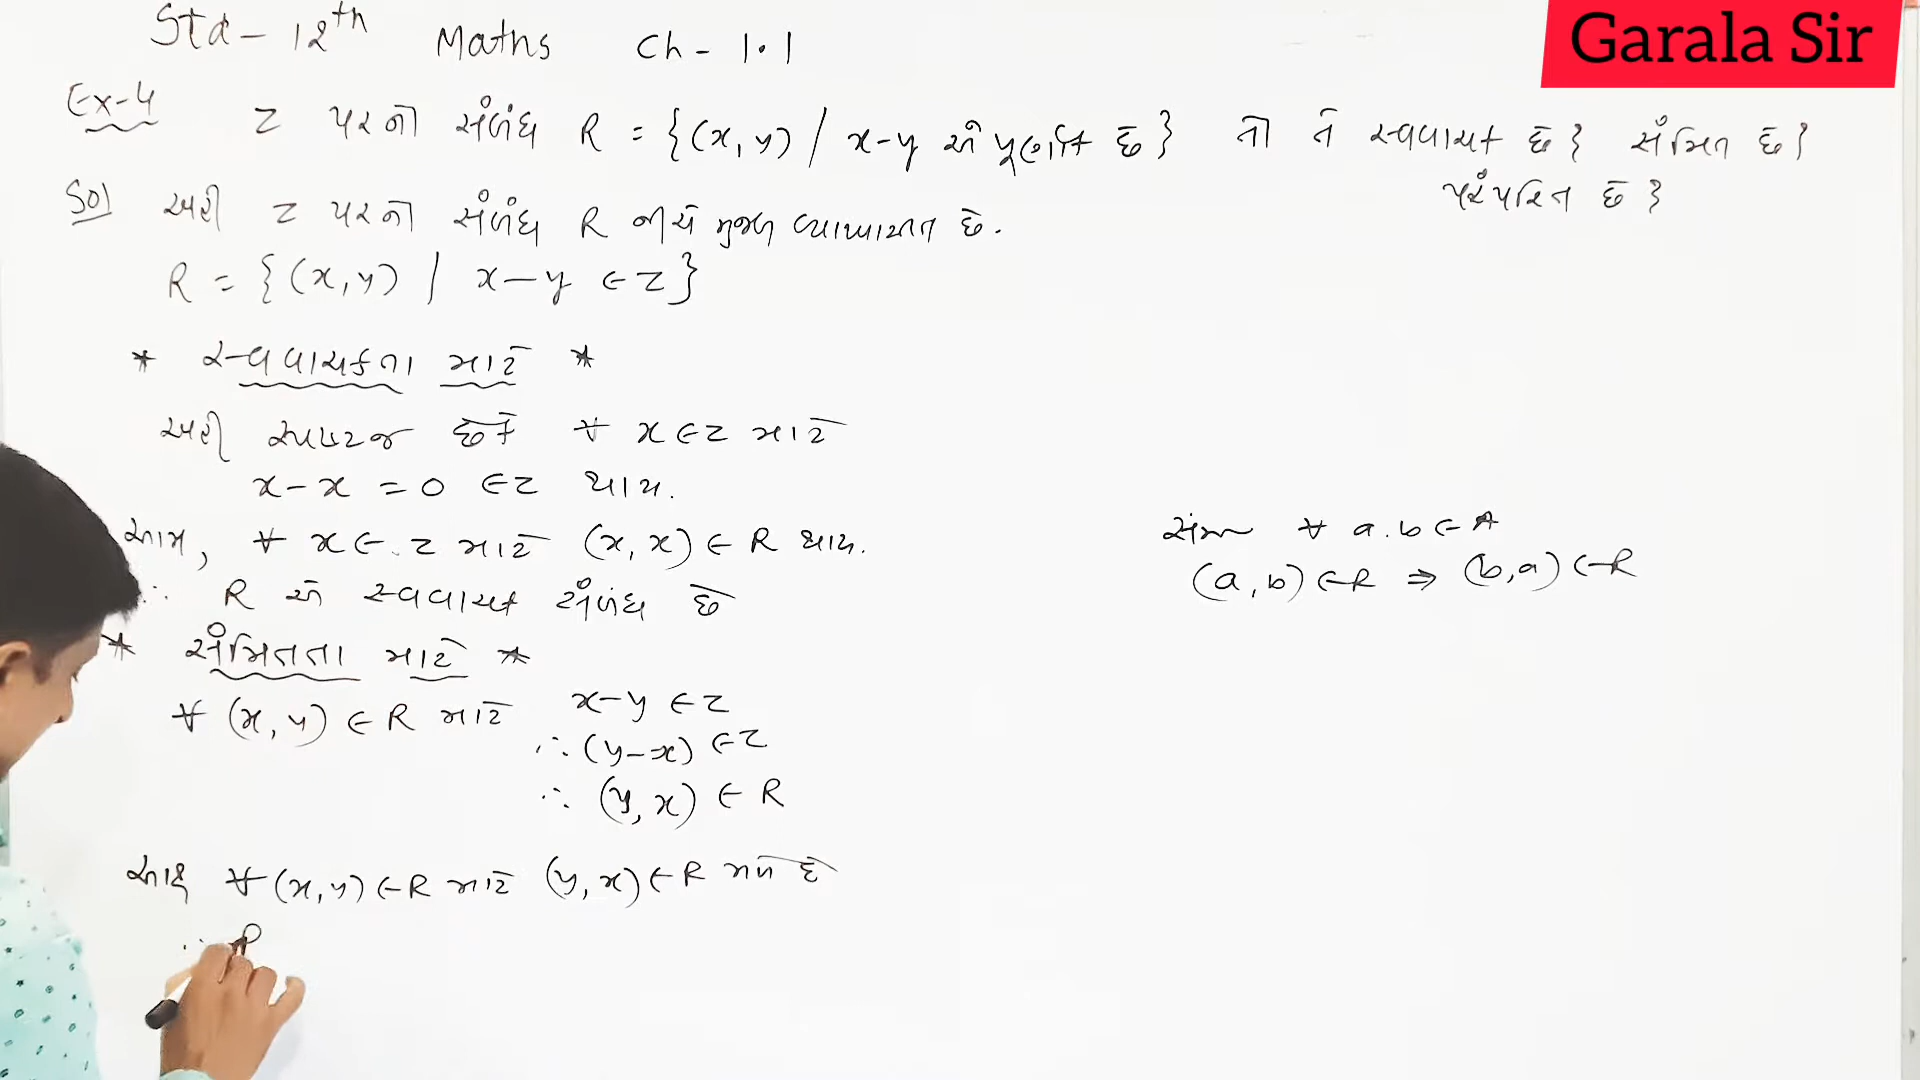 Std - 12th Maths Ch - 1.1
Garala Sir
Ex-4 Z પરનો સંબંધ R = {(x, y) / x-y એ પૂર્ણાંક છે} તો તે સ્વવાચક છે? સંમિત છે?
પરંપરિત છે?
Sol અહીં Z પરનો સંબંધ R નીચે મુજબ વ્યાખ્યાયિત છે.
R = {(x, y) / x-y ∈ Z}
* સ્વવાચકતા માટે *
અહીં સ્પષ્ટ જ છે કે ∀ x ∈ Z માટે
x-x = 0 ∈ Z થાય.
આમ, ∀ x ∈ Z માટે (x, x) ∈ R થાય.
∴ R એ સ્વવાચક સંબંધ છે
* સંમિતતા માટે *
∀ (x, y) ∈ R માટે x-y ∈ Z
∴ (y-x) ∈ Z
∴ (y, x) ∈ R
આમ ∀ (x, y) ∈ R માટે (y, x) ∈ R મળે છે
∴ R
∀ a.b ∈ A
(a, b) ∈ R ⇒ (b, a) ∈ R